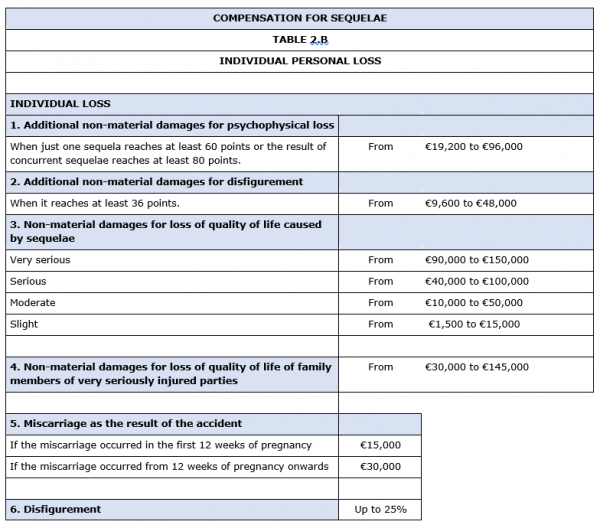 COMPENSATION FOR SEQUELAE
TABLE 2.B
INDIVIDUAL PERSONAL LOSS
INDIVIDUAL LOSS
1. Additional non-material damages for psychophysical loss
When just one sequela reaches at least 60 points or the result of From €19,200 to €96,000
concurrent sequelae reaches at least 80 points.
2. Additional non-material damages for disfigurement
When it reaches at least 36 points. From €9,600 to €48,000
3. Non-material damages for loss of quality of life caused
by sequelae
Very serious From €90,000 to €150,000
Serious From €40,000 to €100,000
Moderate From €10,000 to €50,000
Slight From €1,500 to €15,000
4. Non-material damages for loss of quality of life of family From €30,000 to €145,000
members of very seriously injured parties
5. Miscarriage as the result of the accident
If the miscarriage occurred in the first 12 weeks of pregnancy €15,000
If the miscarriage occurred from 12 weeks of pregnancy onwards €30,000
6. Disfigurement Up to 25%